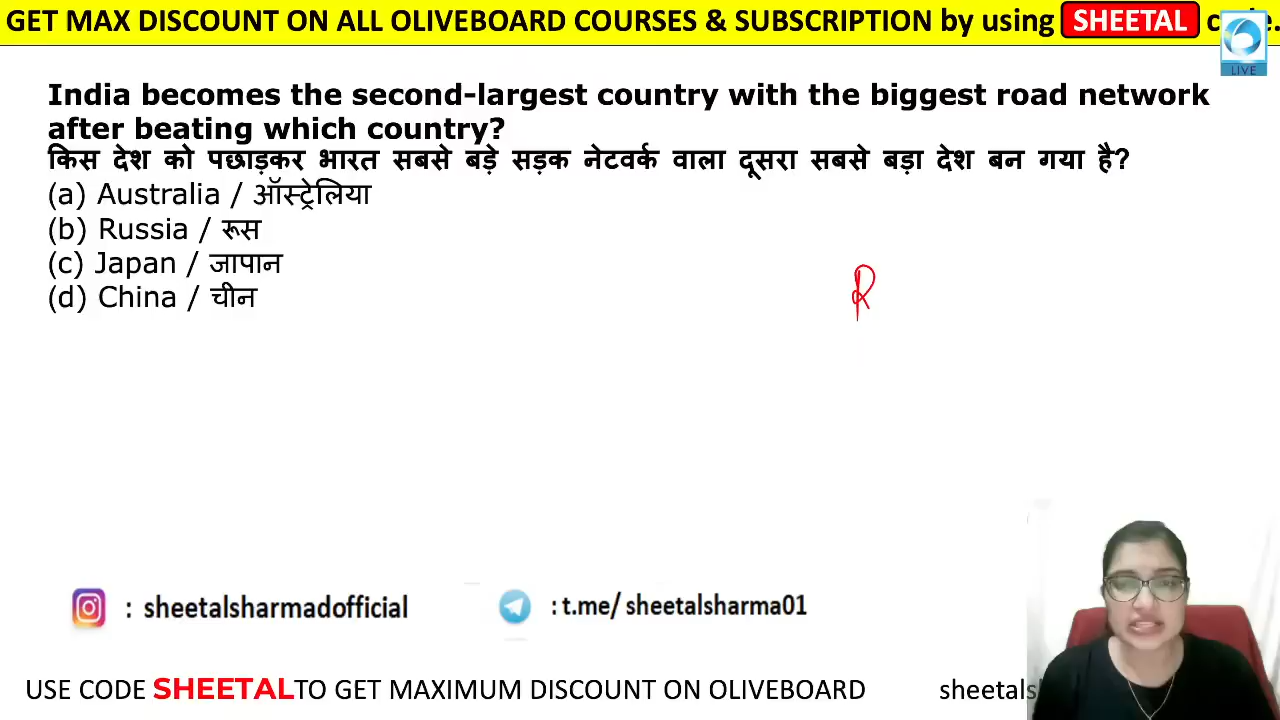 GET MAX DISCOUNT ON ALL OLIVEBOARD COURSES & SUBSCRIPTION by using SHEETAL
LIVE
India becomes the second-largest country with the biggest road network
after beating which country?
किस देश को पछाड़कर भारत सबसे बड़े सड़क नेटवर्क वाला दूसरा सबसे बड़ा देश बन गया है?
(a) Australia / ऑस्ट्रेलिया
(b) Russia / रूस
(c) Japan / जापान
(d) China / चीन
R
: sheetalsharmadofficial
: t.me/ sheetalsharma01
USE CODE SHEETAL TO GET MAXIMUM DISCOUNT ON OLIVEBOARD